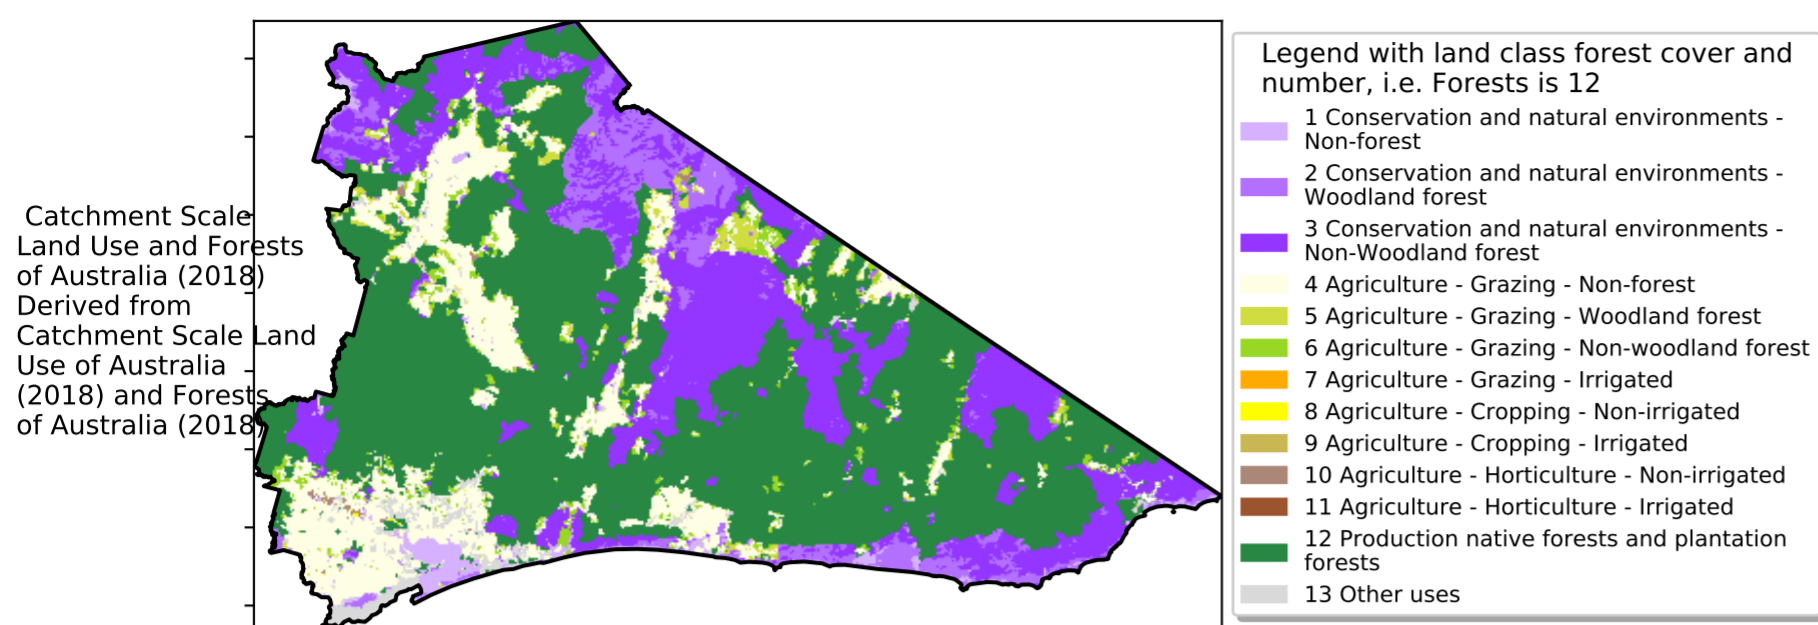 Catchment Scale
Land Use and Forests
of Australia (2018)
Derived from
Catchment Scale Land
Use of Australia
(2018) and Forests
of Australia (2018)
Legend with land class forest cover and
number, i.e. Forests is 12
1 Conservation and natural environments -
Non-forest
2 Conservation and natural environments -
Woodland forest
3 Conservation and natural environments -
Non-Woodland forest
4 Agriculture - Grazing - Non-forest
5 Agriculture - Grazing - Woodland forest
6 Agriculture - Grazing - Non-woodland forest
7 Agriculture - Grazing - Irrigated
8 Agriculture - Cropping - Non-irrigated
9 Agriculture - Cropping - Irrigated
10 Agriculture - Horticulture - Non-irrigated
11 Agriculture - Horticulture - Irrigated
12 Production native forests and plantation
forests
13 Other uses